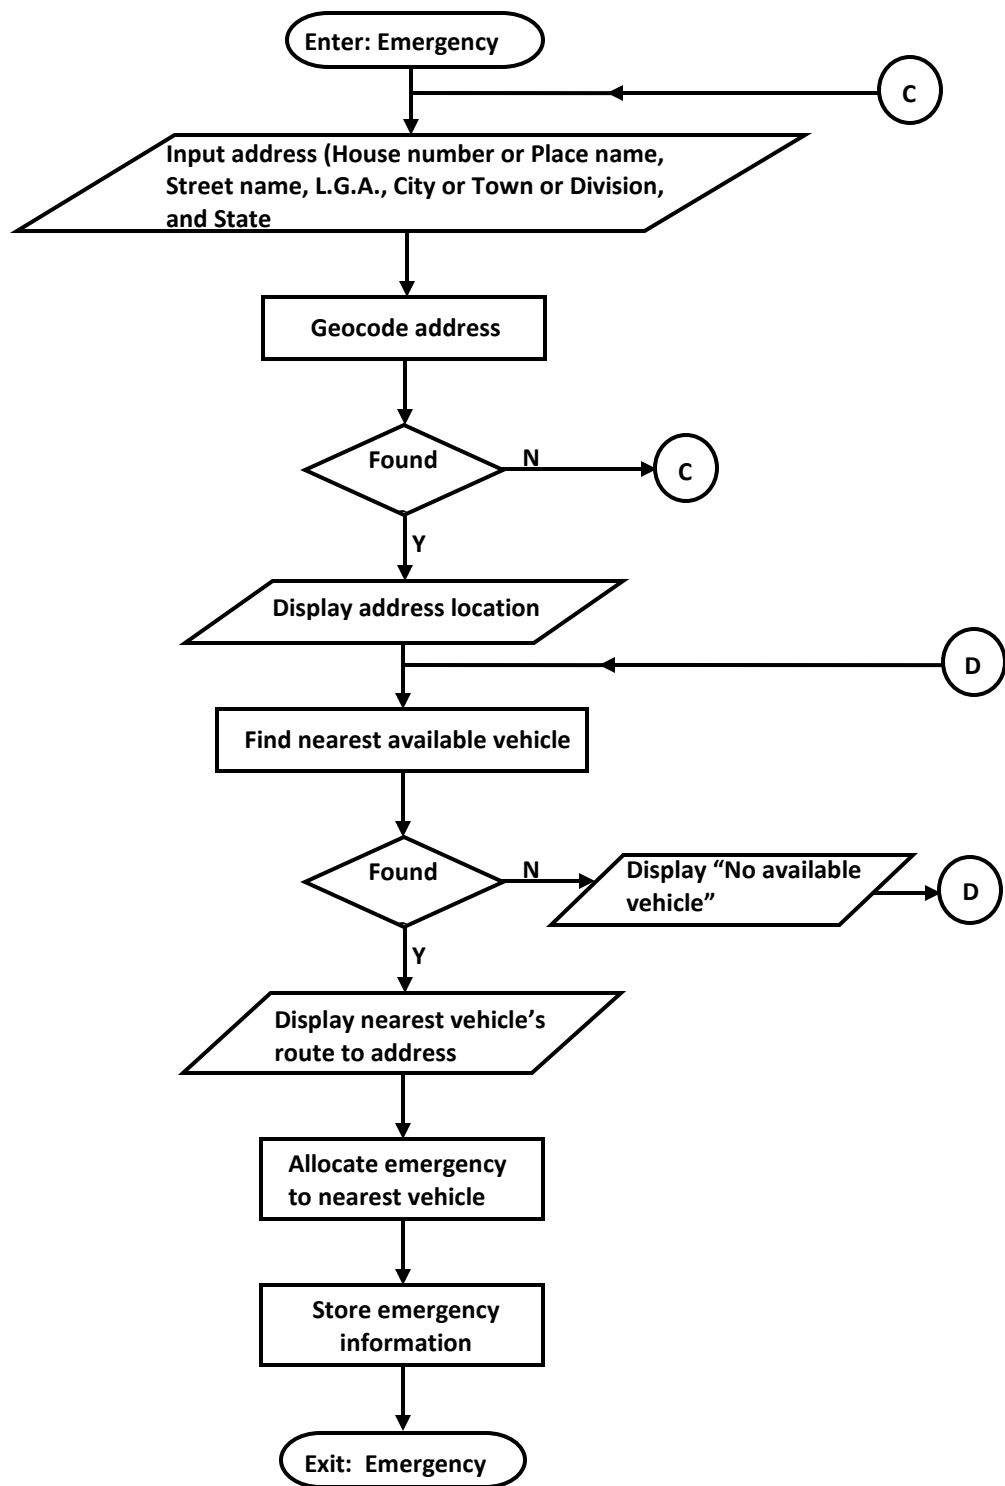 Enter: Emergency
C
Input address (House number or Place name,
Street name, L.G.A., City or Town or Division,
and State
Geocode address
Found
N
C
Y
Display address location
D
Find nearest available vehicle
Found
N
Display “No available
vehicle”
D
Y
Display nearest vehicle’s
route to address
Allocate emergency
to nearest vehicle
Store emergency
information
Exit: Emergency